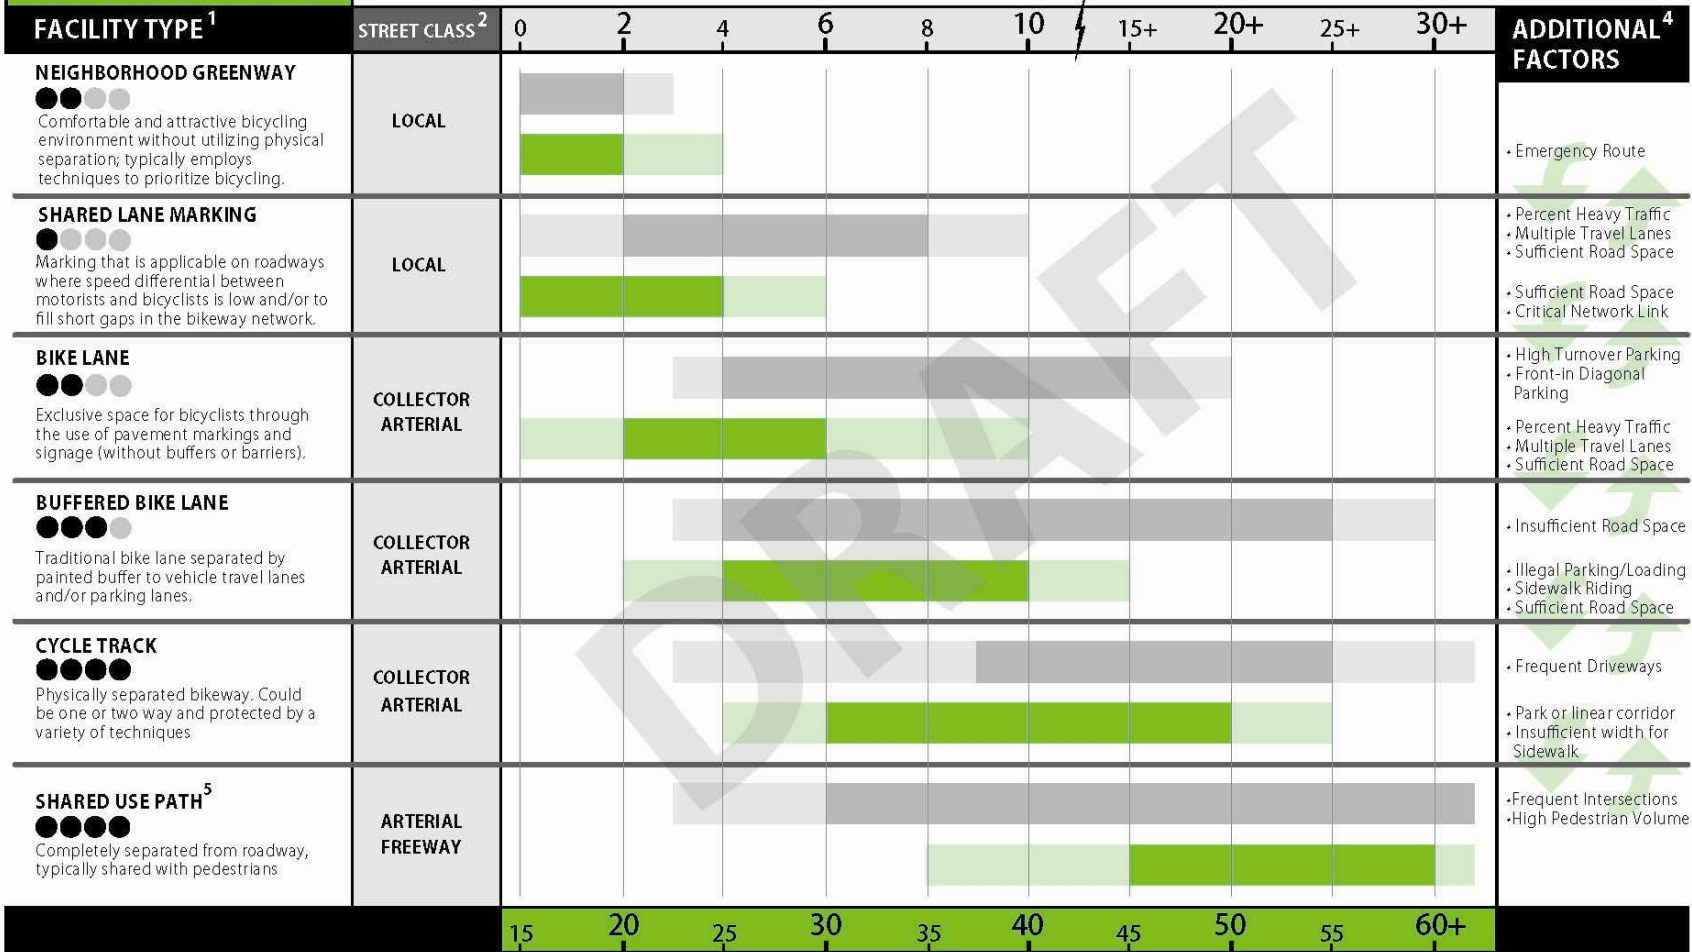 FACILITY TYPE 1
STREET CLASS 2
0 2 4 6 8 10 15+ 20+ 25+ 30+
ADDITIONAL 4
FACTORS
NEIGHBORHOOD GREENWAY
Comfortable and attractive bicycling
environment without utilizing physical
separation; typically employs
techniques to prioritize bicycling.
LOCAL
• Emergency Route
SHARED LANE MARKING
Marking that is applicable on roadways
where speed differential between
motorists and bicyclists is low and/or to
fill short gaps in the bikeway network.
LOCAL
• Percent Heavy Traffic
• Multiple Travel Lanes
• Sufficient Road Space
• Sufficient Road Space
• Critical Network Link
BIKE LANE
Exclusive space for bicyclists through
the use of pavement markings and
signage (without buffers or barriers).
COLLECTOR
ARTERIAL
• High Turnover Parking
• Front-in Diagonal
Parking
• Percent Heavy Traffic
• Multiple Travel Lanes
• Sufficient Road Space
BUFFERED BIKE LANE
Traditional bike lane separated by
painted buffer to vehicle travel lanes
and/or parking lanes.
COLLECTOR
ARTERIAL
• Insufficient Road Space
• Illegal Parking/Loading
• Sidewalk Riding
• Sufficient Road Space
CYCLE TRACK
Physically separated bikeway. Could
be one or two way and protected by a
variety of techniques
COLLECTOR
ARTERIAL
• Frequent Driveways
• Park or linear corridor
• Insufficient width for
Sidewalk
SHARED USE PATH 5
Completely separated from roadway,
typically shared with pedestrians
ARTERIAL
FREEWAY
•Frequent Intersections
•High Pedestrian Volume
15 20 25 30 35 40 45 50 55 60+
DRAFT